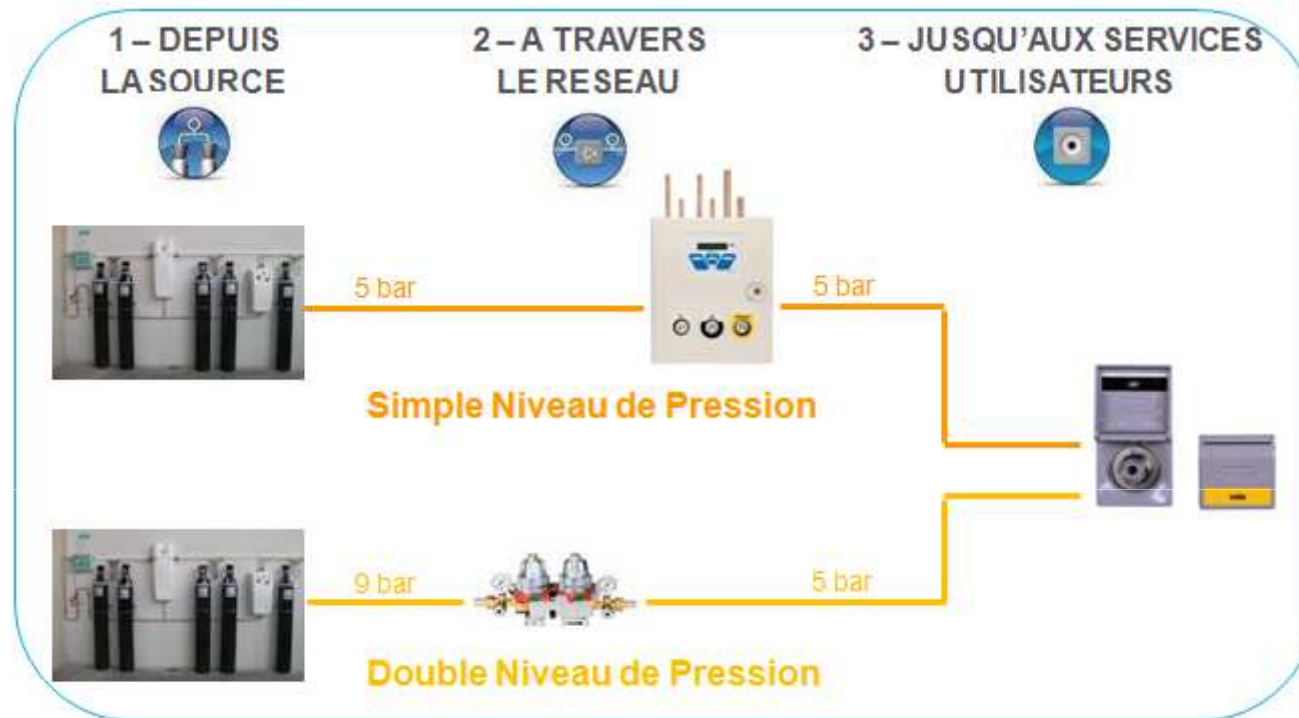 1 – DEPUIS
LA SOURCE
2 – A TRAVERS
LE RESEAU
3 – JUSQU'AUX SERVICES
UTILISATEURS
5 bar
5 bar
Simple Niveau de Pression
9 bar
5 bar
Double Niveau de Pression